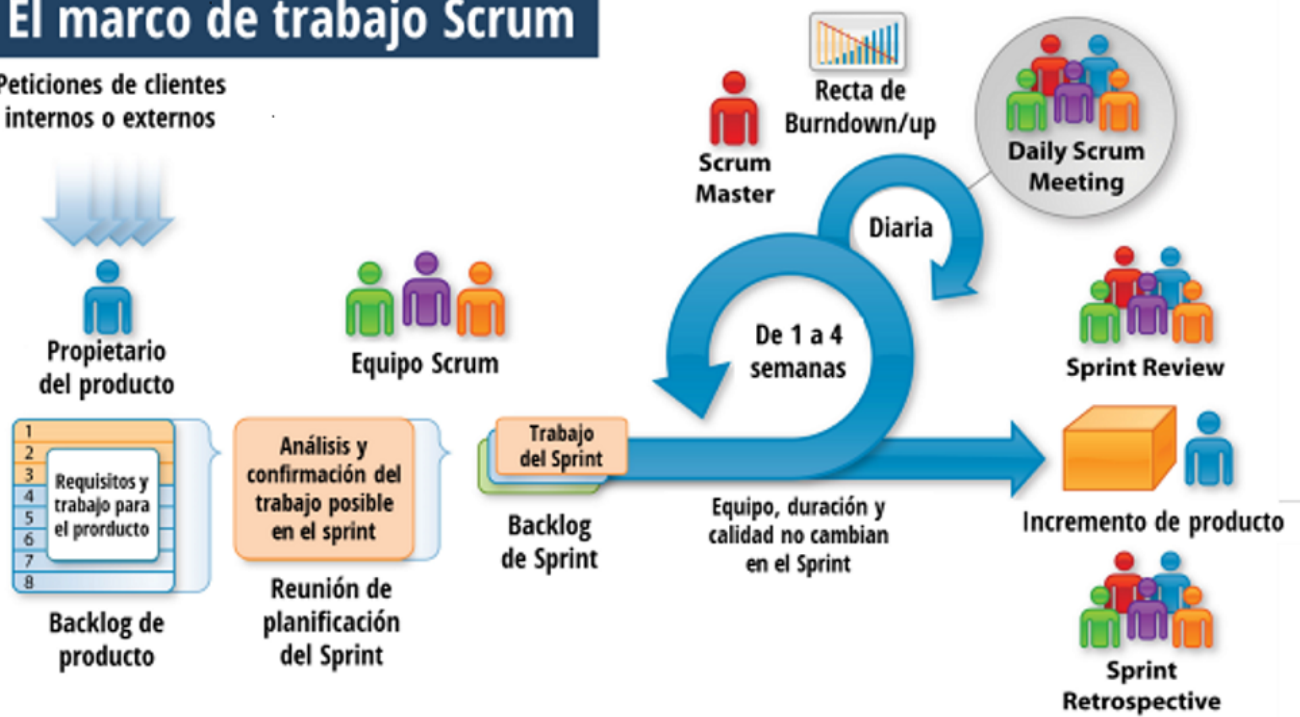 El marco de trabajo Scrum
Peticiones de clientes
internos o externos
Propietario
del producto
1
2
3
4
5
6
7
8
Requisitos y
trabajo para
el prorducto
Backlog de
producto
Equipo Scrum
Análisis y
confirmación del
trabajo posible
en el sprint
Reunión de
planificación
del Sprint
Trabajo
del Sprint
Backlog
de Sprint
Scrum
Master
Recta de
Burndown/up
Daily Scrum
Meeting
Diaria
De 1 a 4
semanas
Equipo, duración y
calidad no cambian
en el Sprint
Sprint Review
Incremento de producto
Sprint
Retrospective